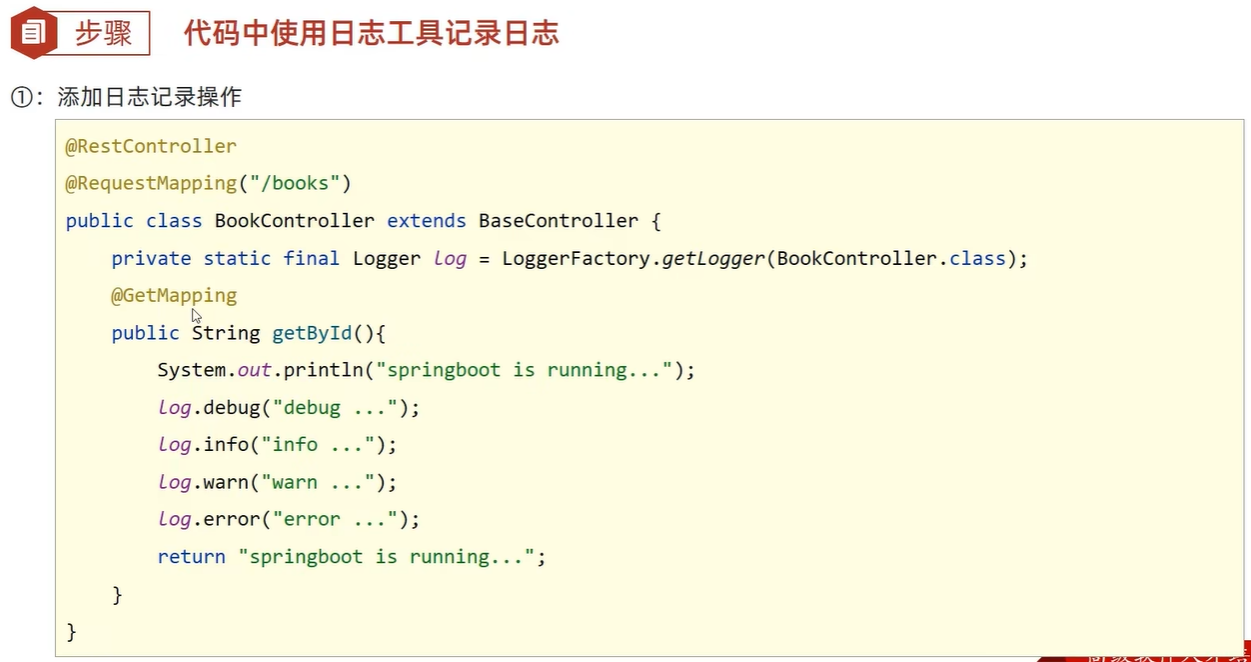 步骤 代码中使用日志工具记录日志
①：添加日志记录操作
@RestController
@RequestMapping("/books")
public class BookController extends BaseController {
    private static final Logger log = LoggerFactory.getLogger(BookController.class);
    @GetMapping
    public String getById(){
        System.out.println("springboot is running...");
        log.debug("debug ...");
        log.info("info ...");
        log.warn("warn ...");
        log.error("error ...");
        return "springboot is running...";
    }
}